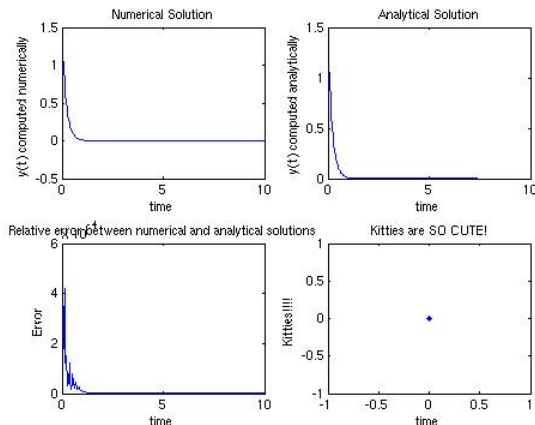 Numerical Solution
1.5
1
0.5
0
-0.5
0
5
10
y(t) computed numerically
time
Analytical Solution
1.5
1
0.5
0
0
5
10
y(t) computed analytically
time
Relative error between numerical and analytical solutions
6
4
2
0
0
5
10
Error
time
Kitties are SO CUTE!
1
0.5
0
-0.5
-1
-1
-0.5
0
0.5
1
Kitties!!!!
time